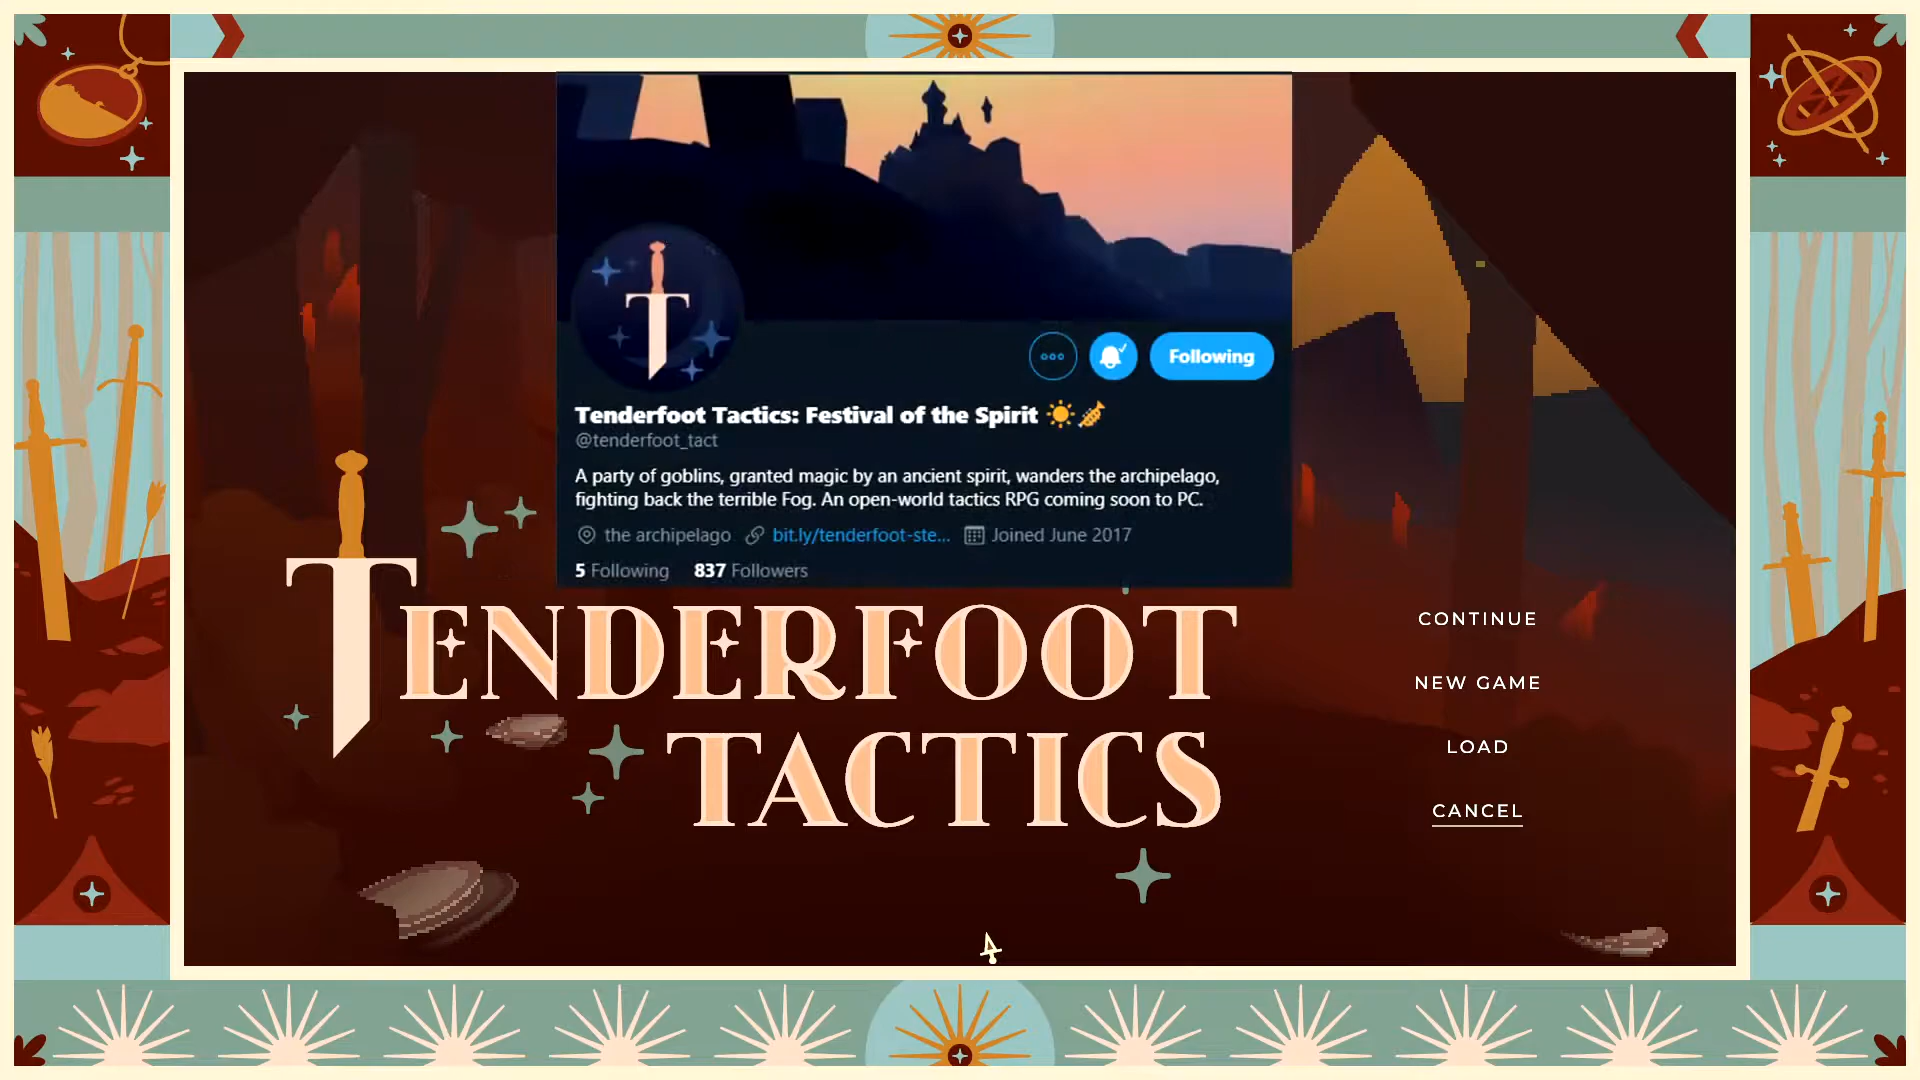 Following
Tenderfoot Tactics: Festival of the Spirit ☀️🎺
@tenderfoot_tact
A party of goblins, granted magic by an ancient spirit, wanders the archipelago,
fighting back the terrible Fog. An open-world tactics RPG coming soon to PC.
the archipelago bit.ly/tenderfoot-ste... Joined June 2017
5 Following 837 Followers
TENDERFOOT
TACTICS
CONTINUE
NEW GAME
LOAD
CANCEL